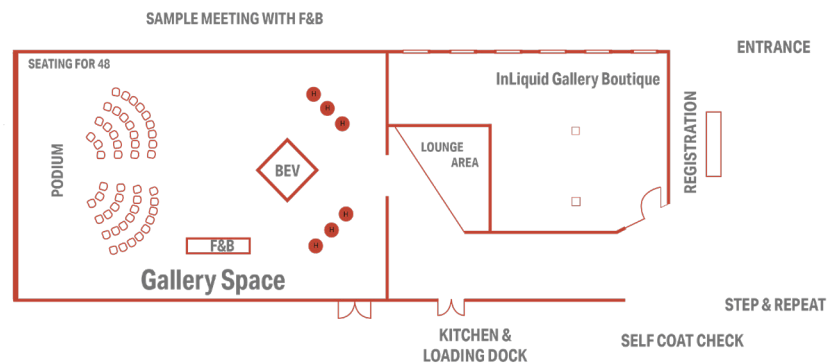 SAMPLE MEETING WITH F&B
ENTRANCE
SEATING FOR 48
InLiquid Gallery Boutique
H
H
H
REGISTRATION
LOUNGE
AREA
PODIUM
BEV
H
H
H
F&B
Gallery Space
STEP & REPEAT
KITCHEN &
LOADING DOCK
SELF COAT CHECK